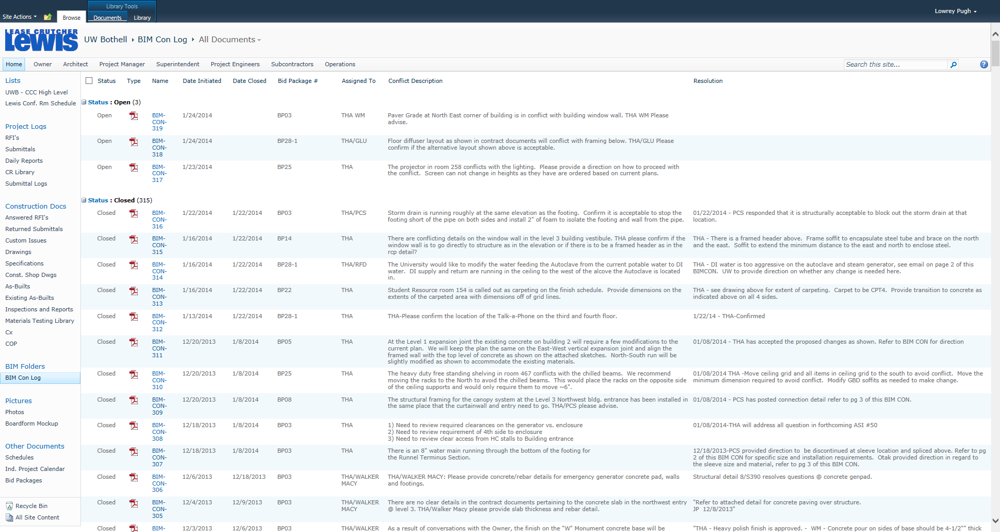 Library Tools
Site Actions
Browse
Documents
Library
Lowrey Pugh
LEASE CRUTCHER
LEWIS
UW Bothell ▸ BIM Con Log ▸ All Documents
Home
Owner
Architect
Project Manager
Superintendent
Project Engineers
Subcontractors
Operations
Search this site...
Lists
UWB - CCC High Level
Lewis Conf. Rm Schedule
Project Logs
RFI's
Submittals
Daily Reports
CR Library
Submittal Logs
Construction Docs
Answered RFI's
Returned Submittals
Custom Issues
Drawings
Specifications
Const. Shop Dwgs
As-Builts
Existing As-Builts
Inspections and Reports
Materials Testing Library
Cx
COP
BIM Folders
BIM Con Log
Pictures
Photos
Boardform Mockup
Other Documents
Schedules
Ind. Project Calendar
Bid Packages
Recycle Bin
All Site Content
Status Type Name Date Initiated Date Closed Bid Package # Assigned To Conflict Description Resolution
Status : Open (3)
Open BIM- 1/24/2014 BP03 THA WM Paver Grade at North East corner of building is in conflict with building window wall. THA WM Please
CON- advise.
319
Open BIM- 1/24/2014 BP28-1 THA/GLU Floor diffuser layout as shown in contract documents will conflict with framing below. THA/GLU Please
CON- confirm if the alternative layout shown above is acceptable.
318
Open BIM- 1/23/2014 BP25 THA The projector in room 258 conflicts with the lighting. Please provide a direction on how to proceed with
CON- the conflict. Screen can not change in heights as they have are ordered based on current plans.
317
Status : Closed (315)
Closed BIM- 1/22/2014 1/22/2014 BP03 THA/PCS Storm drain is running roughly at the same elevation as the footing. Confirm it is acceptable to stop the 01/22/2014 - PCS responded that it is structurally acceptable to block out the storm drain at that
CON- footing short of the pipe on both sides and install 2" of foam to isolate the footing and wall from the pipe. location.
316
Closed BIM- 1/16/2014 1/22/2014 BP14 THA There are conflicting details on the window wall in the level 3 building vestibule. THA please confirm if the THA - There is a framed header above. Frame soffit to encapsulate steel tube and brace on the north
CON- window wall is to go directly to structure as in the elevation or if there is to be a framed header as in the and the east. Soffit to extend the minimum distance to the east and north to enclose steel.
315 rcp detail?
Closed BIM- 1/16/2014 1/22/2014 BP28-1 THA/RFD The University would like to modify the water feeding the Autoclave from the current potable water to DI THA - DI water is too aggressive on the autoclave and steam generator, see email on page 2 of this
CON- water. DI supply and return are running in the ceiling to the west of the alcove the Autoclave is located BIMCON. UW to provide direction on whether any change is needed here.
314 in.
Closed BIM- 1/16/2014 1/22/2014 BP22 THA Student Resource room 154 is called out as carpeting on the finish schedule. Provide dimensions on the THA - see drawing above for extent of carpeting. Carpet to be CPT4. Provide transition to concrete as
CON- extents of the carpeted area with dimensions off of grid lines. indicated above on all 4 sides.
313
Closed BIM- 1/13/2014 1/22/2014 BP28-1 THA THA-Please confirm the location of the Talk-a-Phone on the third and fourth floor. 1/22/14 - THA-Confirmed
CON-
312
Closed BIM- 12/20/2013 1/8/2014 BP05 THA At the Level 1 expansion joint the existing concrete on building 2 will require a few modifications to the 01/08/2014 - THA has accepted the proposed changes as shown. Refer to BIM CON for direction
CON- current plan. We will keep the plan the same on the East-West vertical expansion joint and align the
311 framed wall with the top level of concrete as shown on the attached sketches. North-South run will be
slightly modified as shown to accommodate the existing materials.
Closed BIM- 12/20/2013 1/8/2014 BP25 THA The heavy duty free standing shelving in room 467 conflicts with the chilled beams. We recommend 01/08/2014 THA -Move ceiling grid and all items in ceiling grid to the south to avoid conflict. Move the
CON- moving the racks to the North to avoid the chilled beams. This would place the racks on the opposite side minimum dimension required to avoid conflict. Modify GBD soffits as needed to make change.
310 of the ceiling supports and would only require them to move ~6".
Closed BIM- 12/20/2013 1/8/2014 BP08 THA The structural framing for the canopy system at the Level 3 Northwest bldg. entrance has been installed in 01/08/2014 - PCS has posted connection detail refer to pg 3 of this BIM CON.
CON- the same place that the curtainwall and entry need to go. THA/PCS please advise.
309
Closed BIM- 12/18/2013 1/8/2014 BP03 THA 1) Need to review required clearances on the generator vs. enclosure 01/08/2014-THA will address all question in forthcoming ASI #50
CON- 2) Need to review requirement of 4th side to enclosure
308 3) Need to review clear access from HC stalls to Building entrance
Closed BIM- 12/18/2013 1/8/2014 BP03 THA There is an 8" water main running through the bottom of the footing for 12/18/2013-PCS provided direction to be discontinued at sleeve location and spliced above. Refer to pg
CON- the Runnel Terminus Section. 2 of this BIM CON for specific size and installation requirements. Otak provided direction in regard to
307 the sleeve size and material, refer to pg 3 of this BIM CON.
Closed BIM- 12/6/2013 12/18/2013 BP03 THA/WALKER THA/WALKER MACY: Please provide concrete/rebar details for emergency generator concrete pad, walls Structural detail 8/S390 resolves questions @ concrete genpad.
CON- MACY and footings.
306
Closed BIM- 12/4/2013 12/9/2013 BP03 THA/WALKER There are no clear details in the contract documents pertaining to the concrete slab in the northwest entry "Refer to attached detail for concrete paving over structure.
CON- MACY @ level 3. THA/Walker Macy please provide slab thickness and rebar detail. JP 12/8/2013"
305
Closed BIM- 12/3/2013 12/6/2013 BP03 THA/WALKER As a result of conversations with the Owner, the finish on the "W" Monument concrete base will be "THA - Heavy polish finish is approved. - WM - Concrete pour on sides of base should be 4-1/2"" thick